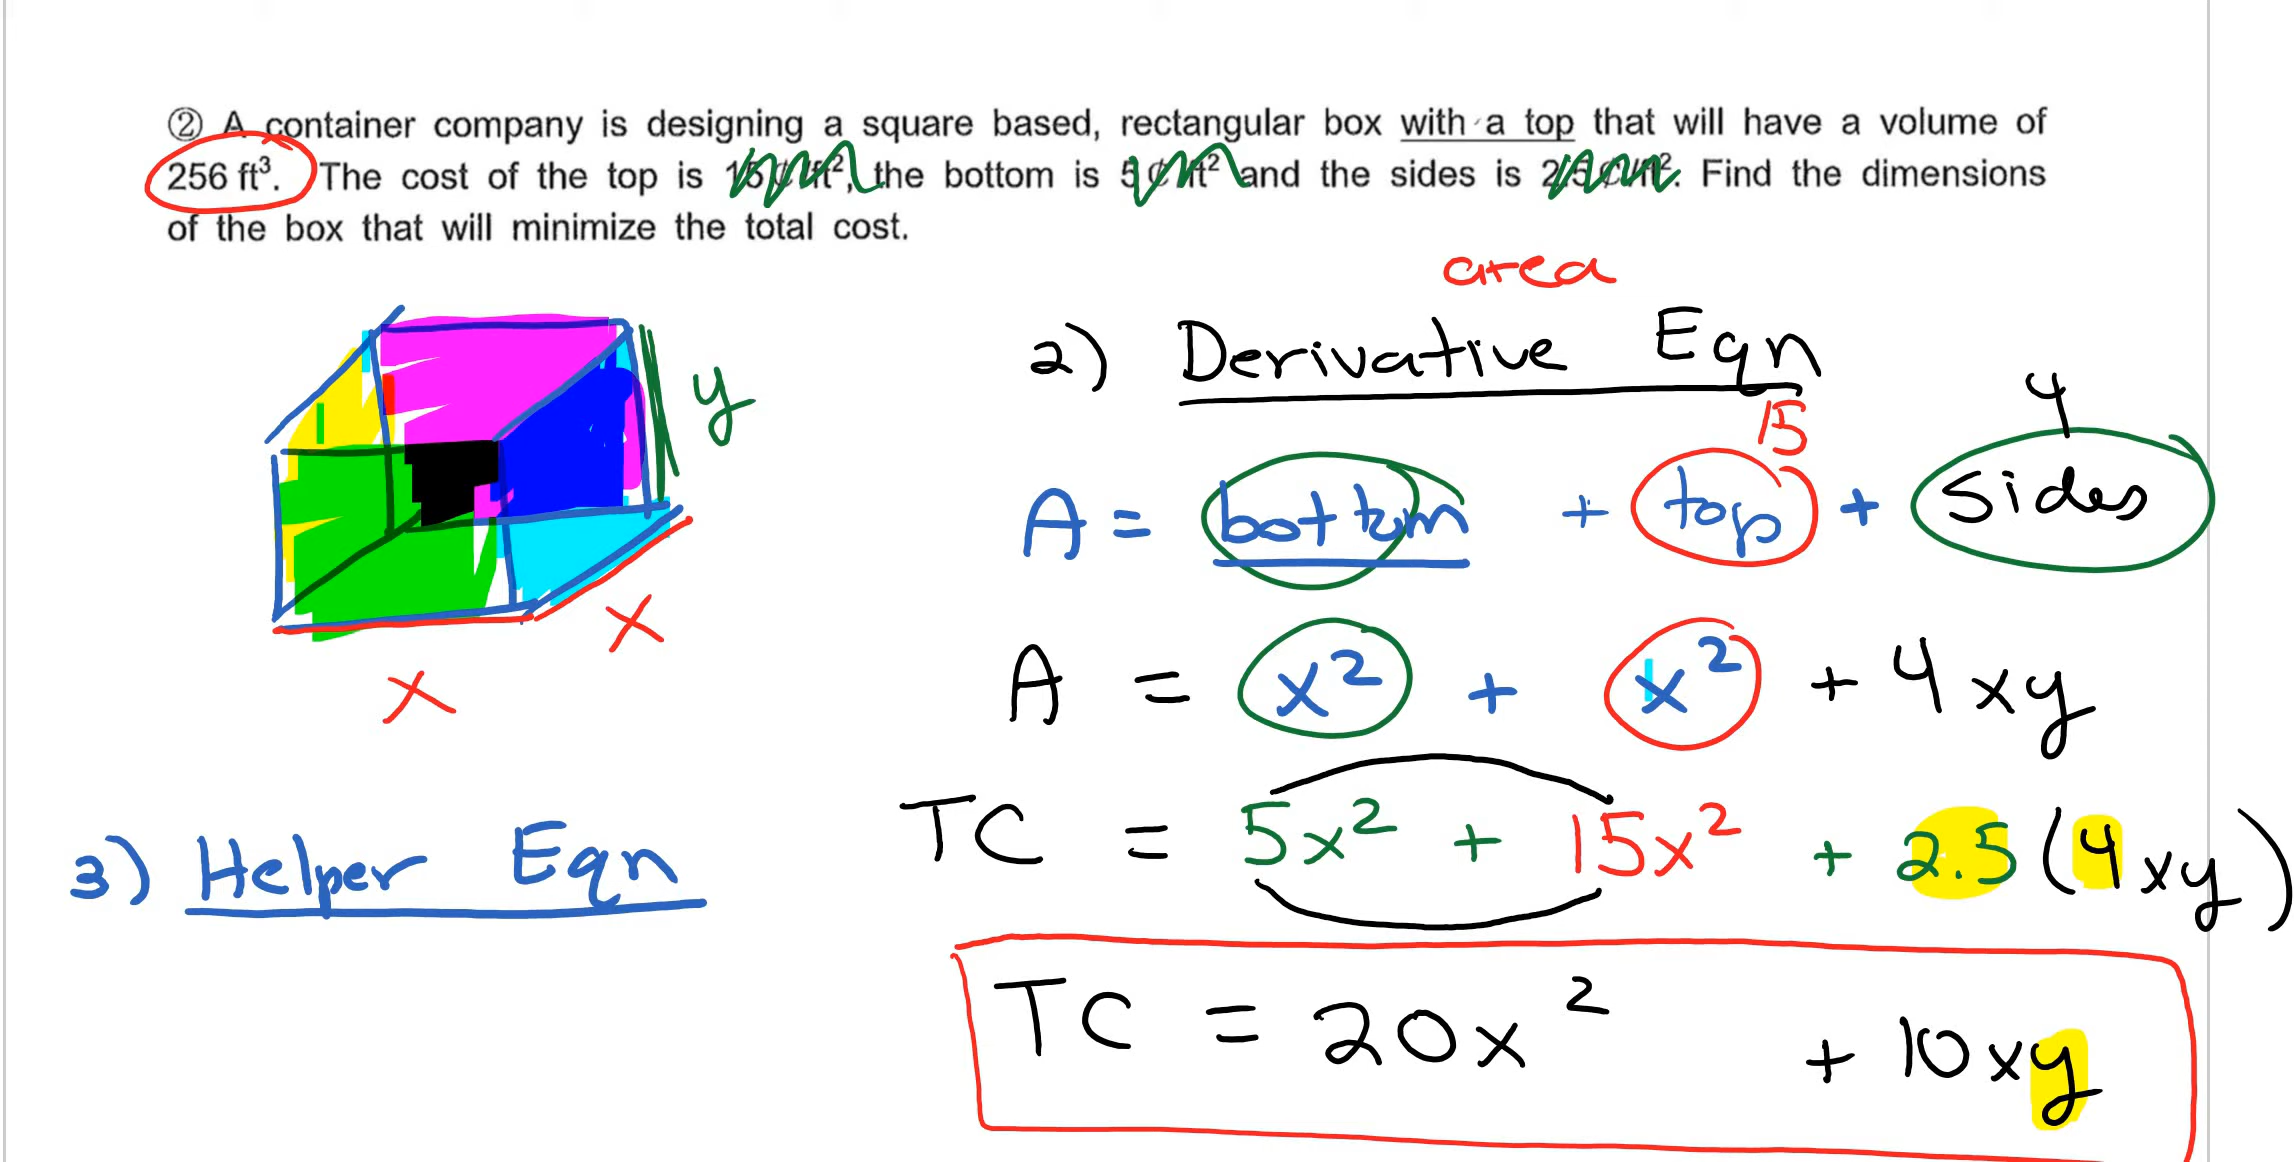 ② A container company is designing a square based, rectangular box with a top that will have a volume of
256 ft³. The cost of the top is 15 ¢/ft², the bottom is 5 ¢/ft² and the sides is 2.5 ¢/ft². Find the dimensions
of the box that will minimize the total cost.
area
2) Derivative Eqn
y
15
4
A = bottom + top + sides
x
A = x² + x² + 4xy
x
TC = 5x² + 15x² + 2.5(4xy)
3) Helper Eqn
TC = 20x² + 10xy